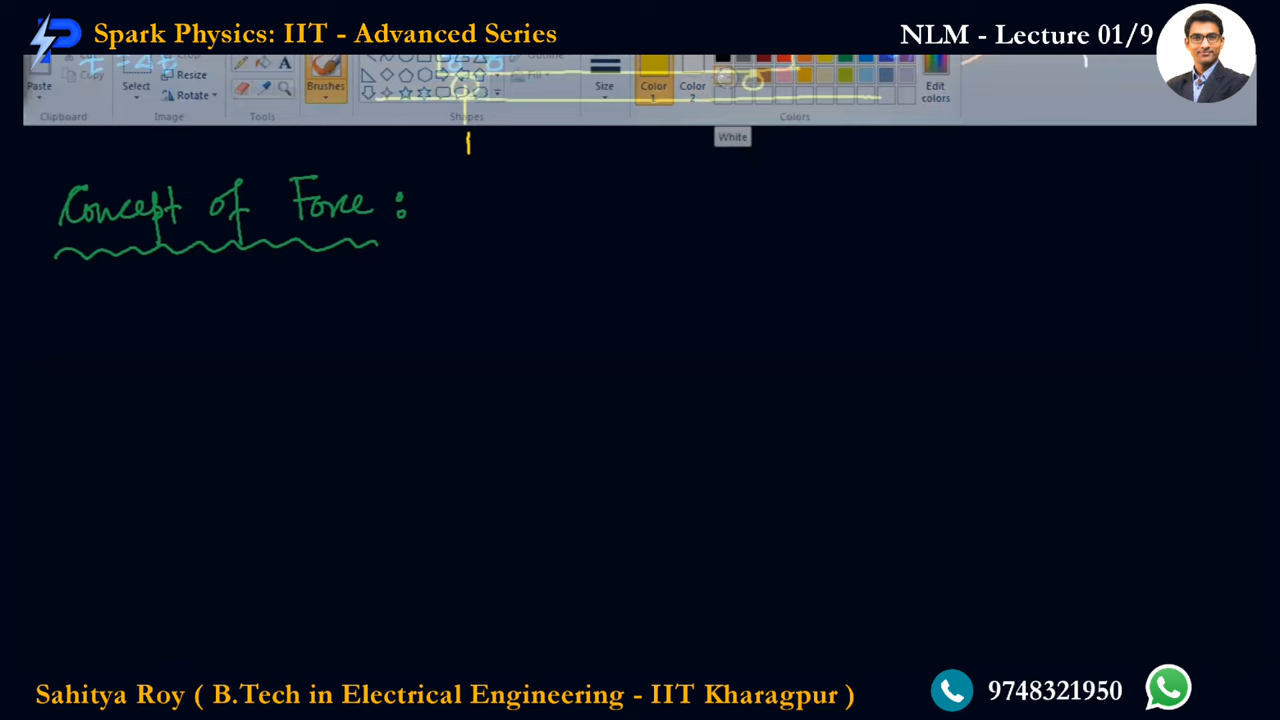 Spark Physics: IIT - Advanced Series
NLM - Lecture 01/9
Paste
Copy
Select
Resize
Rotate
Brushes
Size
Color 1
Color 2
Edit colors
Clipboard
Image
Tools
Shapes
Colors
White
Concept of Force :
Sahitya Roy ( B.Tech in Electrical Engineering - IIT Kharagpur )
9748321950